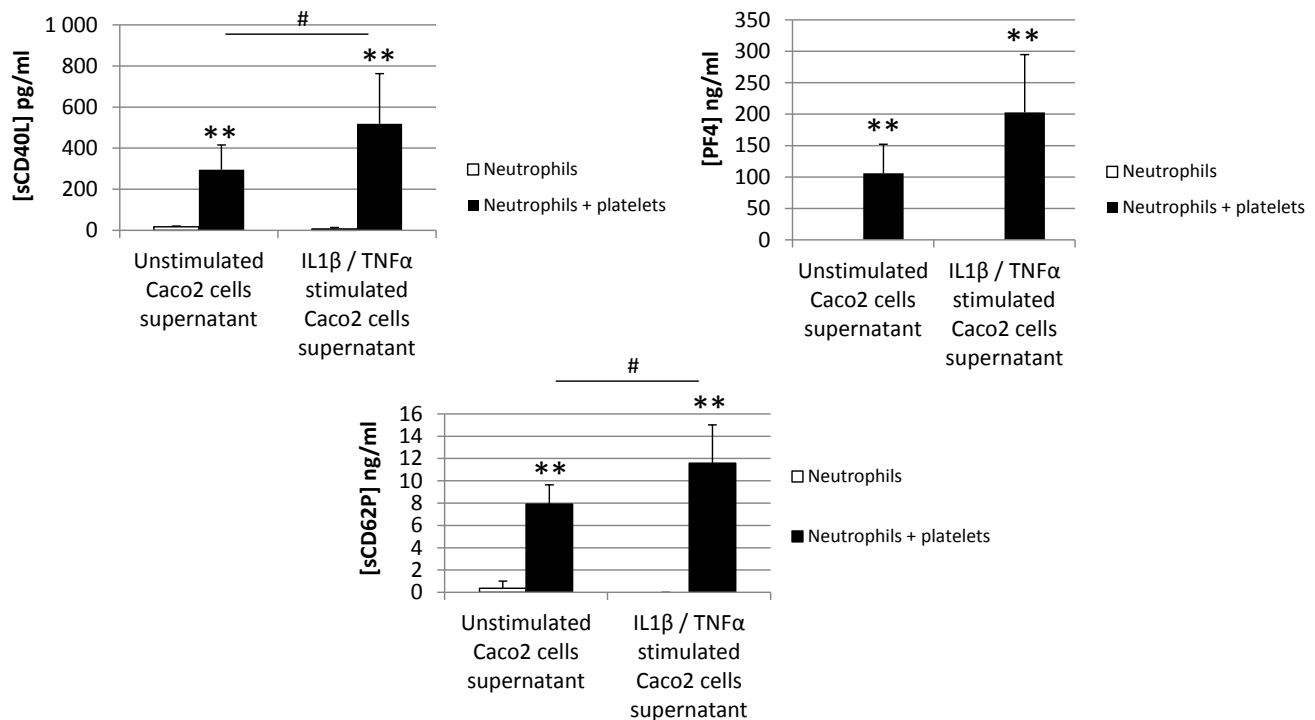 #
[sCD40L] pg/ml
1 000
800
600
400
200
0
**
**
Unstimulated
Caco2 cells
supernatant
IL1β / TNFα
stimulated
Caco2 cells
supernatant
Neutrophils
Neutrophils + platelets
[PF4] ng/ml
350
300
250
200
150
100
50
0
**
**
Unstimulated
Caco2 cells
supernatant
IL1β / TNFα
stimulated
Caco2 cells
supernatant
Neutrophils
Neutrophils + platelets
#
[sCD62P] ng/ml
16
14
12
10
8
6
4
2
0
**
**
Unstimulated
Caco2 cells
supernatant
IL1β / TNFα
stimulated
Caco2 cells
supernatant
Neutrophils
Neutrophils + platelets